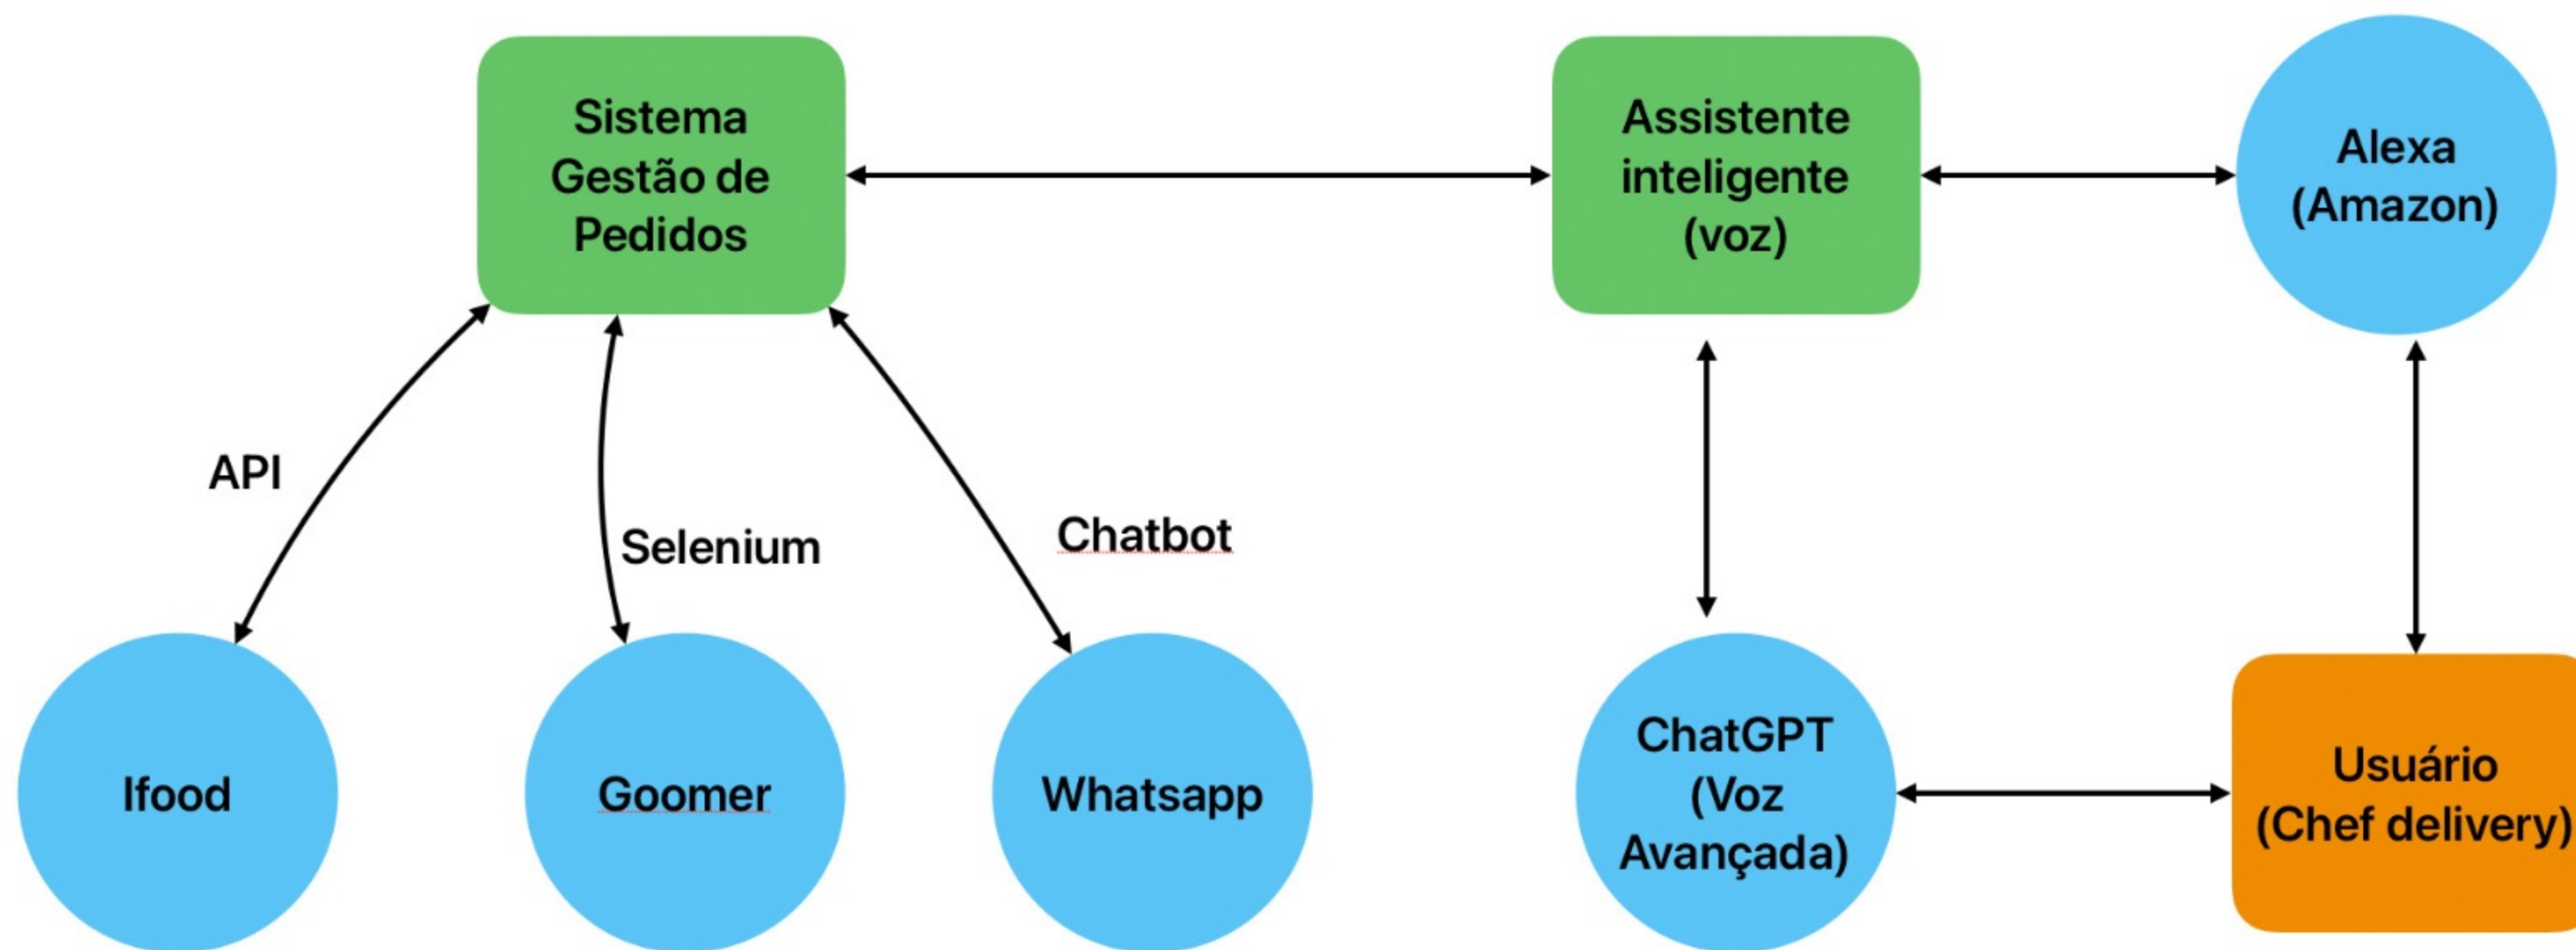 Sistema
Gestão de
Pedidos
Assistente
inteligente
(voz)
Alexa
(Amazon)
API
Selenium
Chatbot
Ifood
Goomer
Whatsapp
ChatGPT
(Voz
Avançada)
Usuário
(Chef delivery)